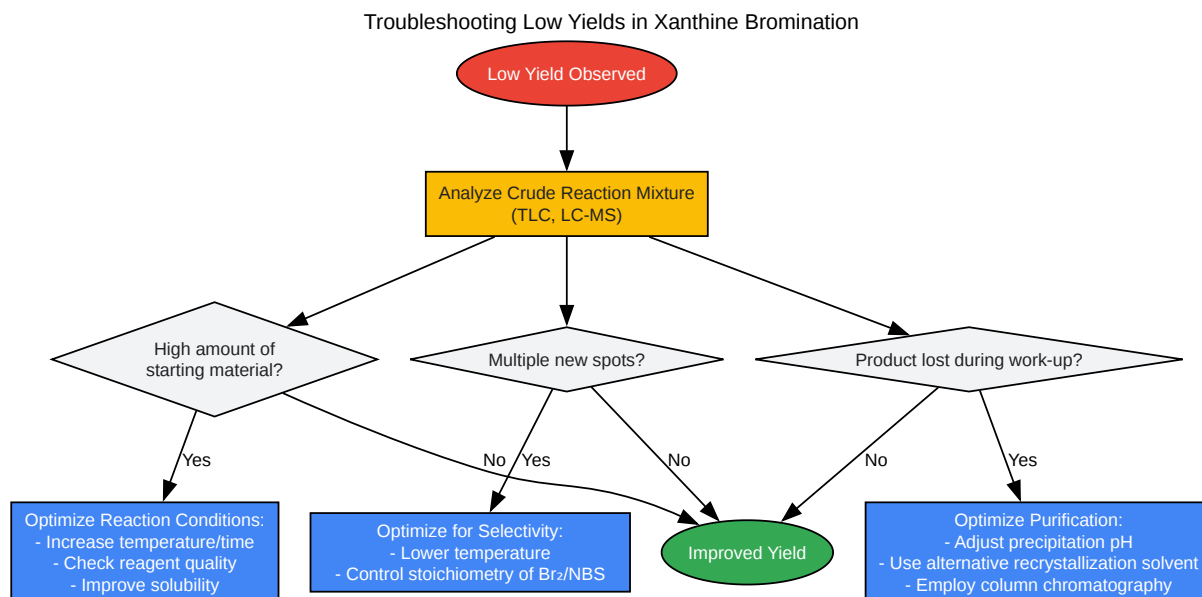 Troubleshooting Low Yields in Xanthine Bromination
Low Yield Observed
Analyze Crude Reaction Mixture
(TLC, LC-MS)
High amount of
starting material?
Multiple new spots?
Product lost during work-up?
Yes
No
Yes
No
No
Yes
Optimize Reaction Conditions:
- Increase temperature/time
- Check reagent quality
- Improve solubility
Optimize for Selectivity:
- Lower temperature
- Control stoichiometry of Br₂/NBS
Improved Yield
Optimize Purification:
- Adjust precipitation pH
- Use alternative recrystallization solvent
- Employ column chromatography